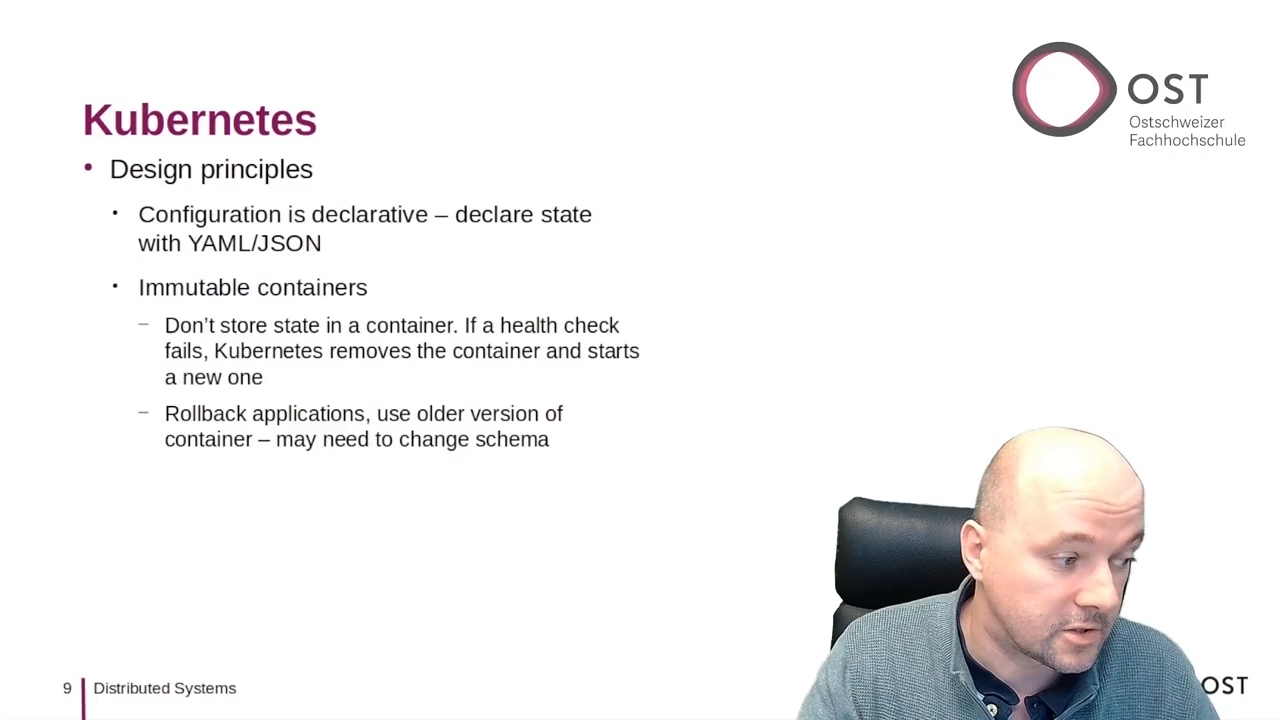 OST
Ostschweizer
Fachhochschule
Kubernetes
• Design principles
• Configuration is declarative – declare state
with YAML/JSON
• Immutable containers
– Don’t store state in a container. If a health check
fails, Kubernetes removes the container and starts
a new one
– Rollback applications, use older version of
container – may need to change schema
9 Distributed Systems
OST